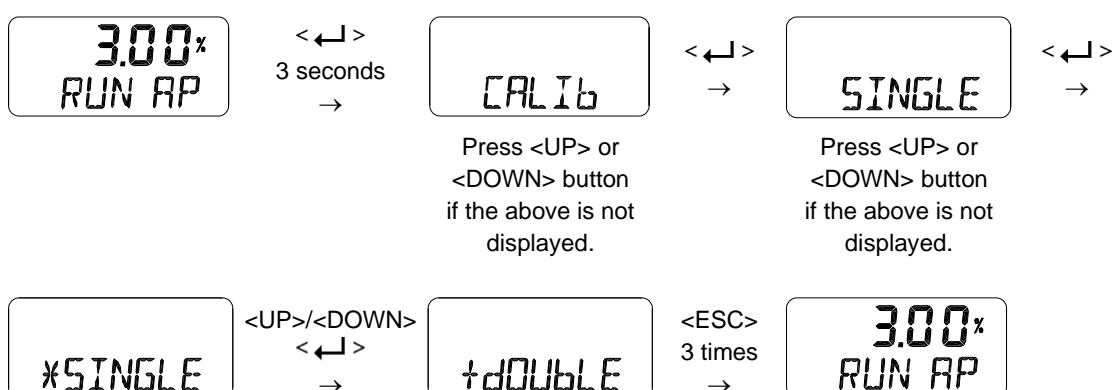 3.00%
RUN AP
< ↵ >
3 seconds
→
CALIb
< ↵ >
→
SINGLE
< ↵ >
→
Press <UP> or
<DOWN> button
if the above is not
displayed.
Press <UP> or
<DOWN> button
if the above is not
displayed.
*SINGLE
<UP>/<DOWN>
< ↵ >
→
+dOUbLE
<ESC>
3 times
→
3.00%
RUN AP